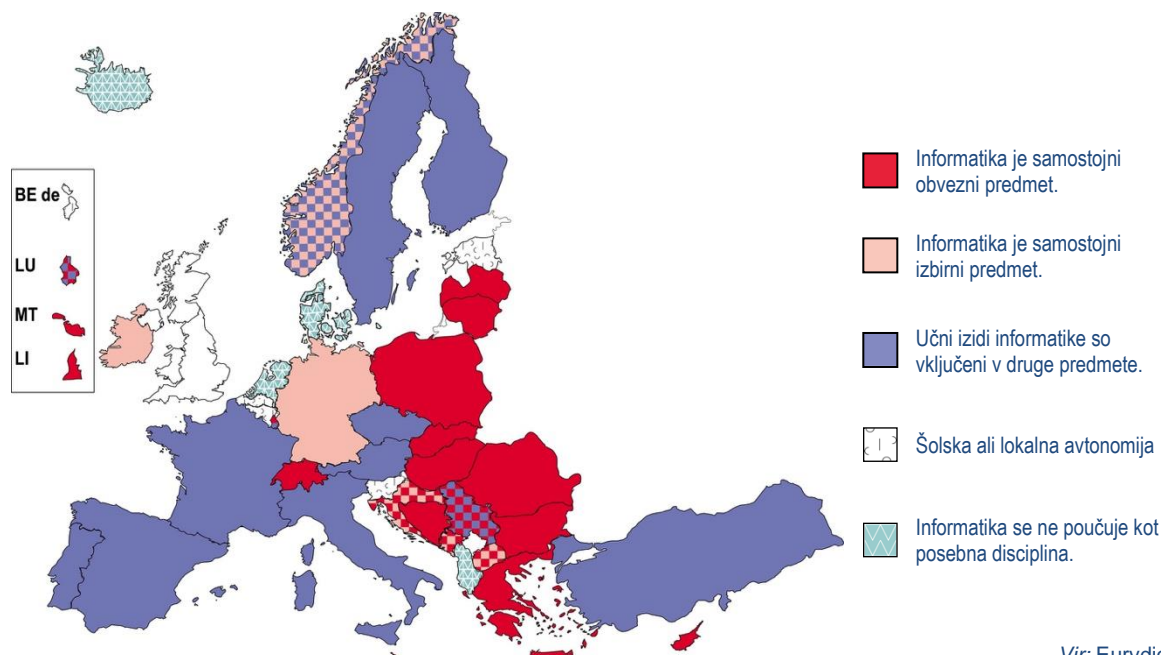 BE de
LU
MT
LI
Informatika je samostojni
obvezni predmet.
Informatika je samostojni
izbirni predmet.
Učni izidi informatike so
vključeni v druge predmete.
Šolska ali lokalna avtonomija
Informatika se ne poučuje kot
posebna disciplina.
Vir: